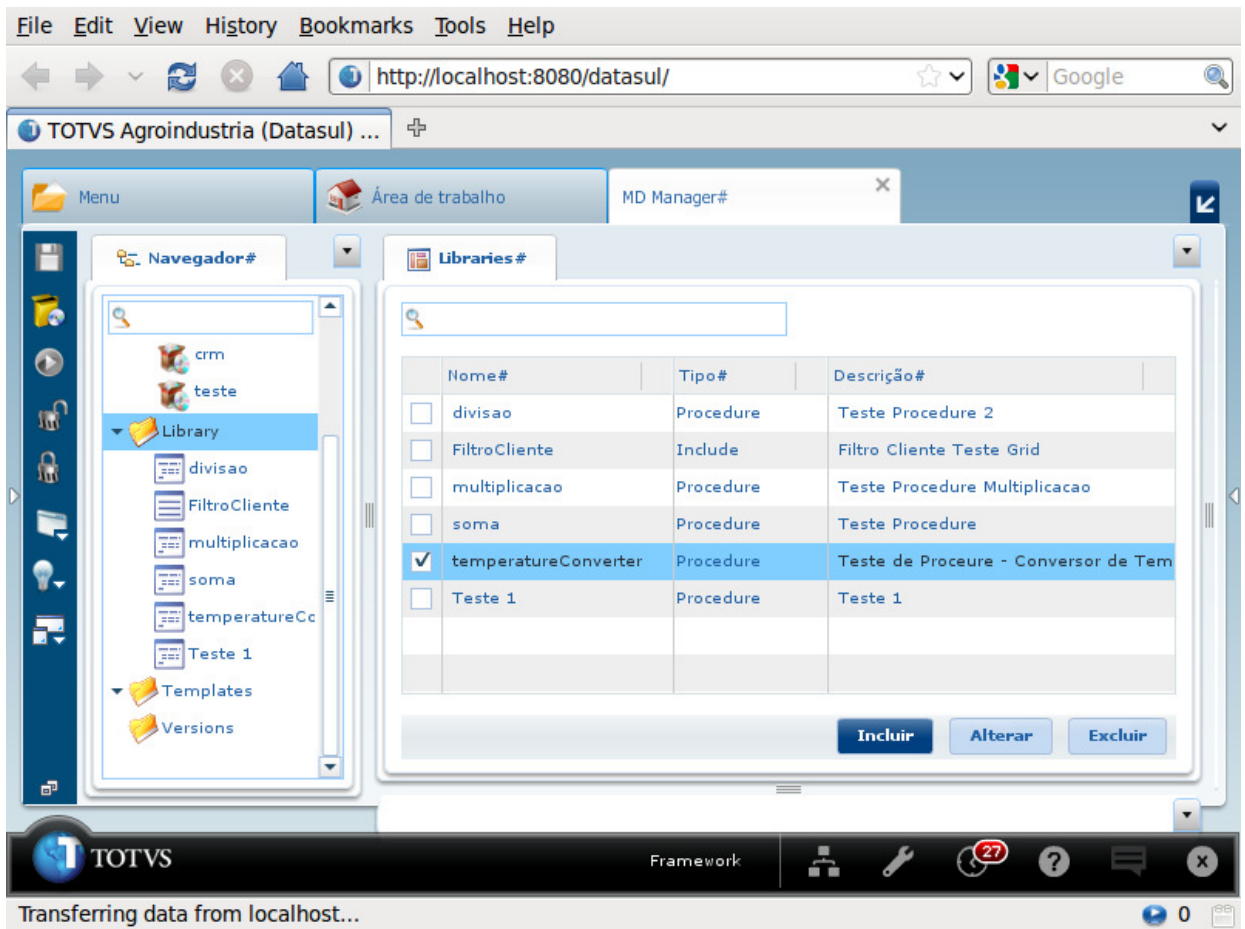 File Edit View History Bookmarks Tools Help
http://localhost:8080/datasul/
Google
TOTVS Agroindustria (Datasul) ...
Menu
Área de trabalho
MD Manager#
Navegador#
crm
teste
Library
divisao
FiltroCliente
multiplicacao
soma
temperatureCc
Teste 1
Templates
Versions
Libraries#
Nome# Tipo# Descrição#
divisao Procedure Teste Procedure 2
FiltroCliente Include Filtro Cliente Teste Grid
multiplicacao Procedure Teste Procedure Multiplicacao
soma Procedure Teste Procedure
temperatureConverter Procedure Teste de Proceure - Conversor de Tem
Teste 1 Procedure Teste 1
Incluir Alterar Excluir
TOTVS
Framework
27
Transferring data from localhost...
0